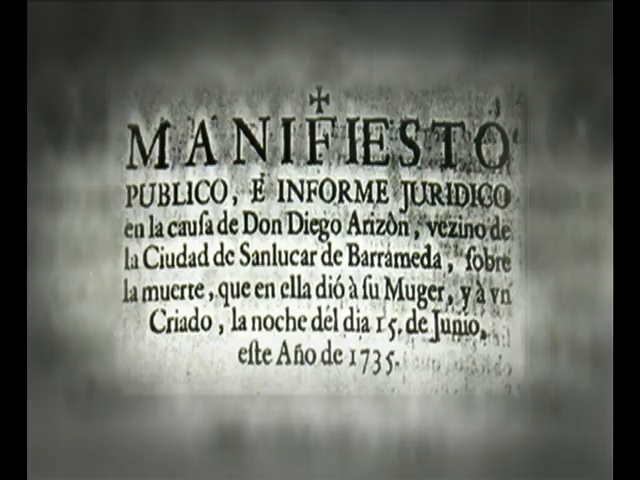 MANIFIESTO
PUBLICO, È INFORME JURIDICO
en la cauſa de Don Diego Arizòn, vezino de
la Ciudad de Sanlucar de Barrameda, ſobre
la muerte, que en ella diò à ſu Muger, y à vn
Criado, la noche del dia 15. de Junio,
eſte Año de 1735.